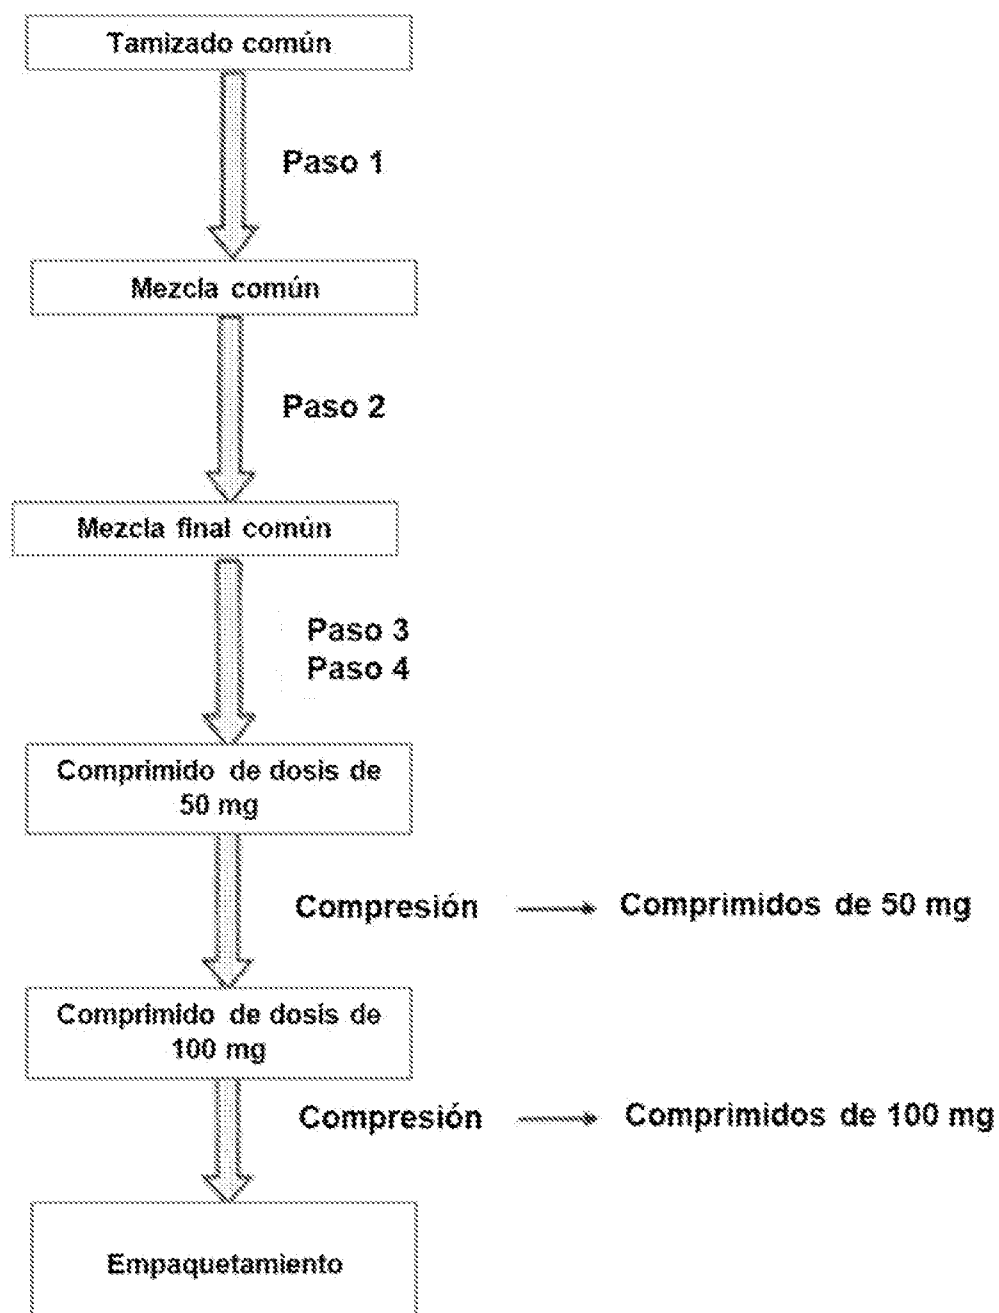 Tamizado común
Paso 1
Mezcla común
Paso 2
Mezcla final común
Paso 3
Paso 4
Comprimido de dosis de
50 mg
Compresión
Comprimidos de 50 mg
Comprimido de dosis de
100 mg
Compresión
Comprimidos de 100 mg
Empaquetamiento